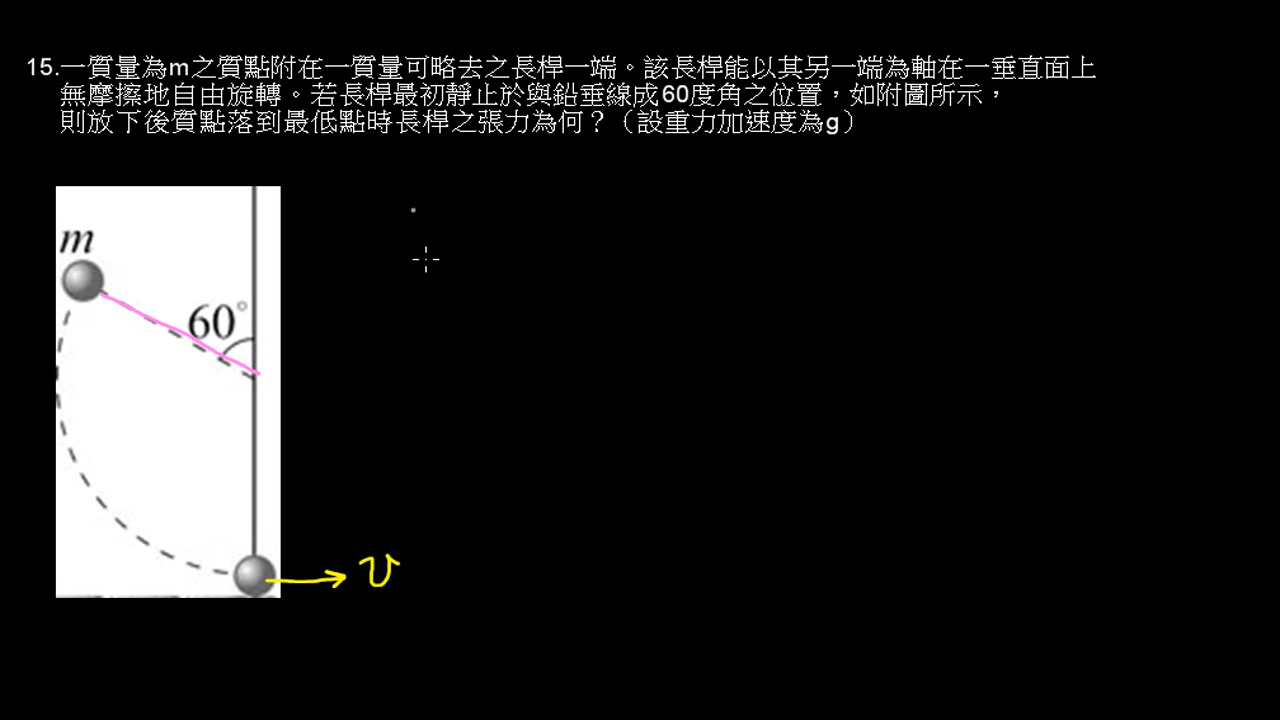 15.一質量為m之質點附在一質量可略去之長桿一端。該長桿能以其另一端為軸在一垂直面上
無摩擦地自由旋轉。若長桿最初靜止於與鉛垂線成60度角之位置，如附圖所示，
則放下後質點落到最低點時長桿之張力為何？（設重力加速度為g）
m
60°
v